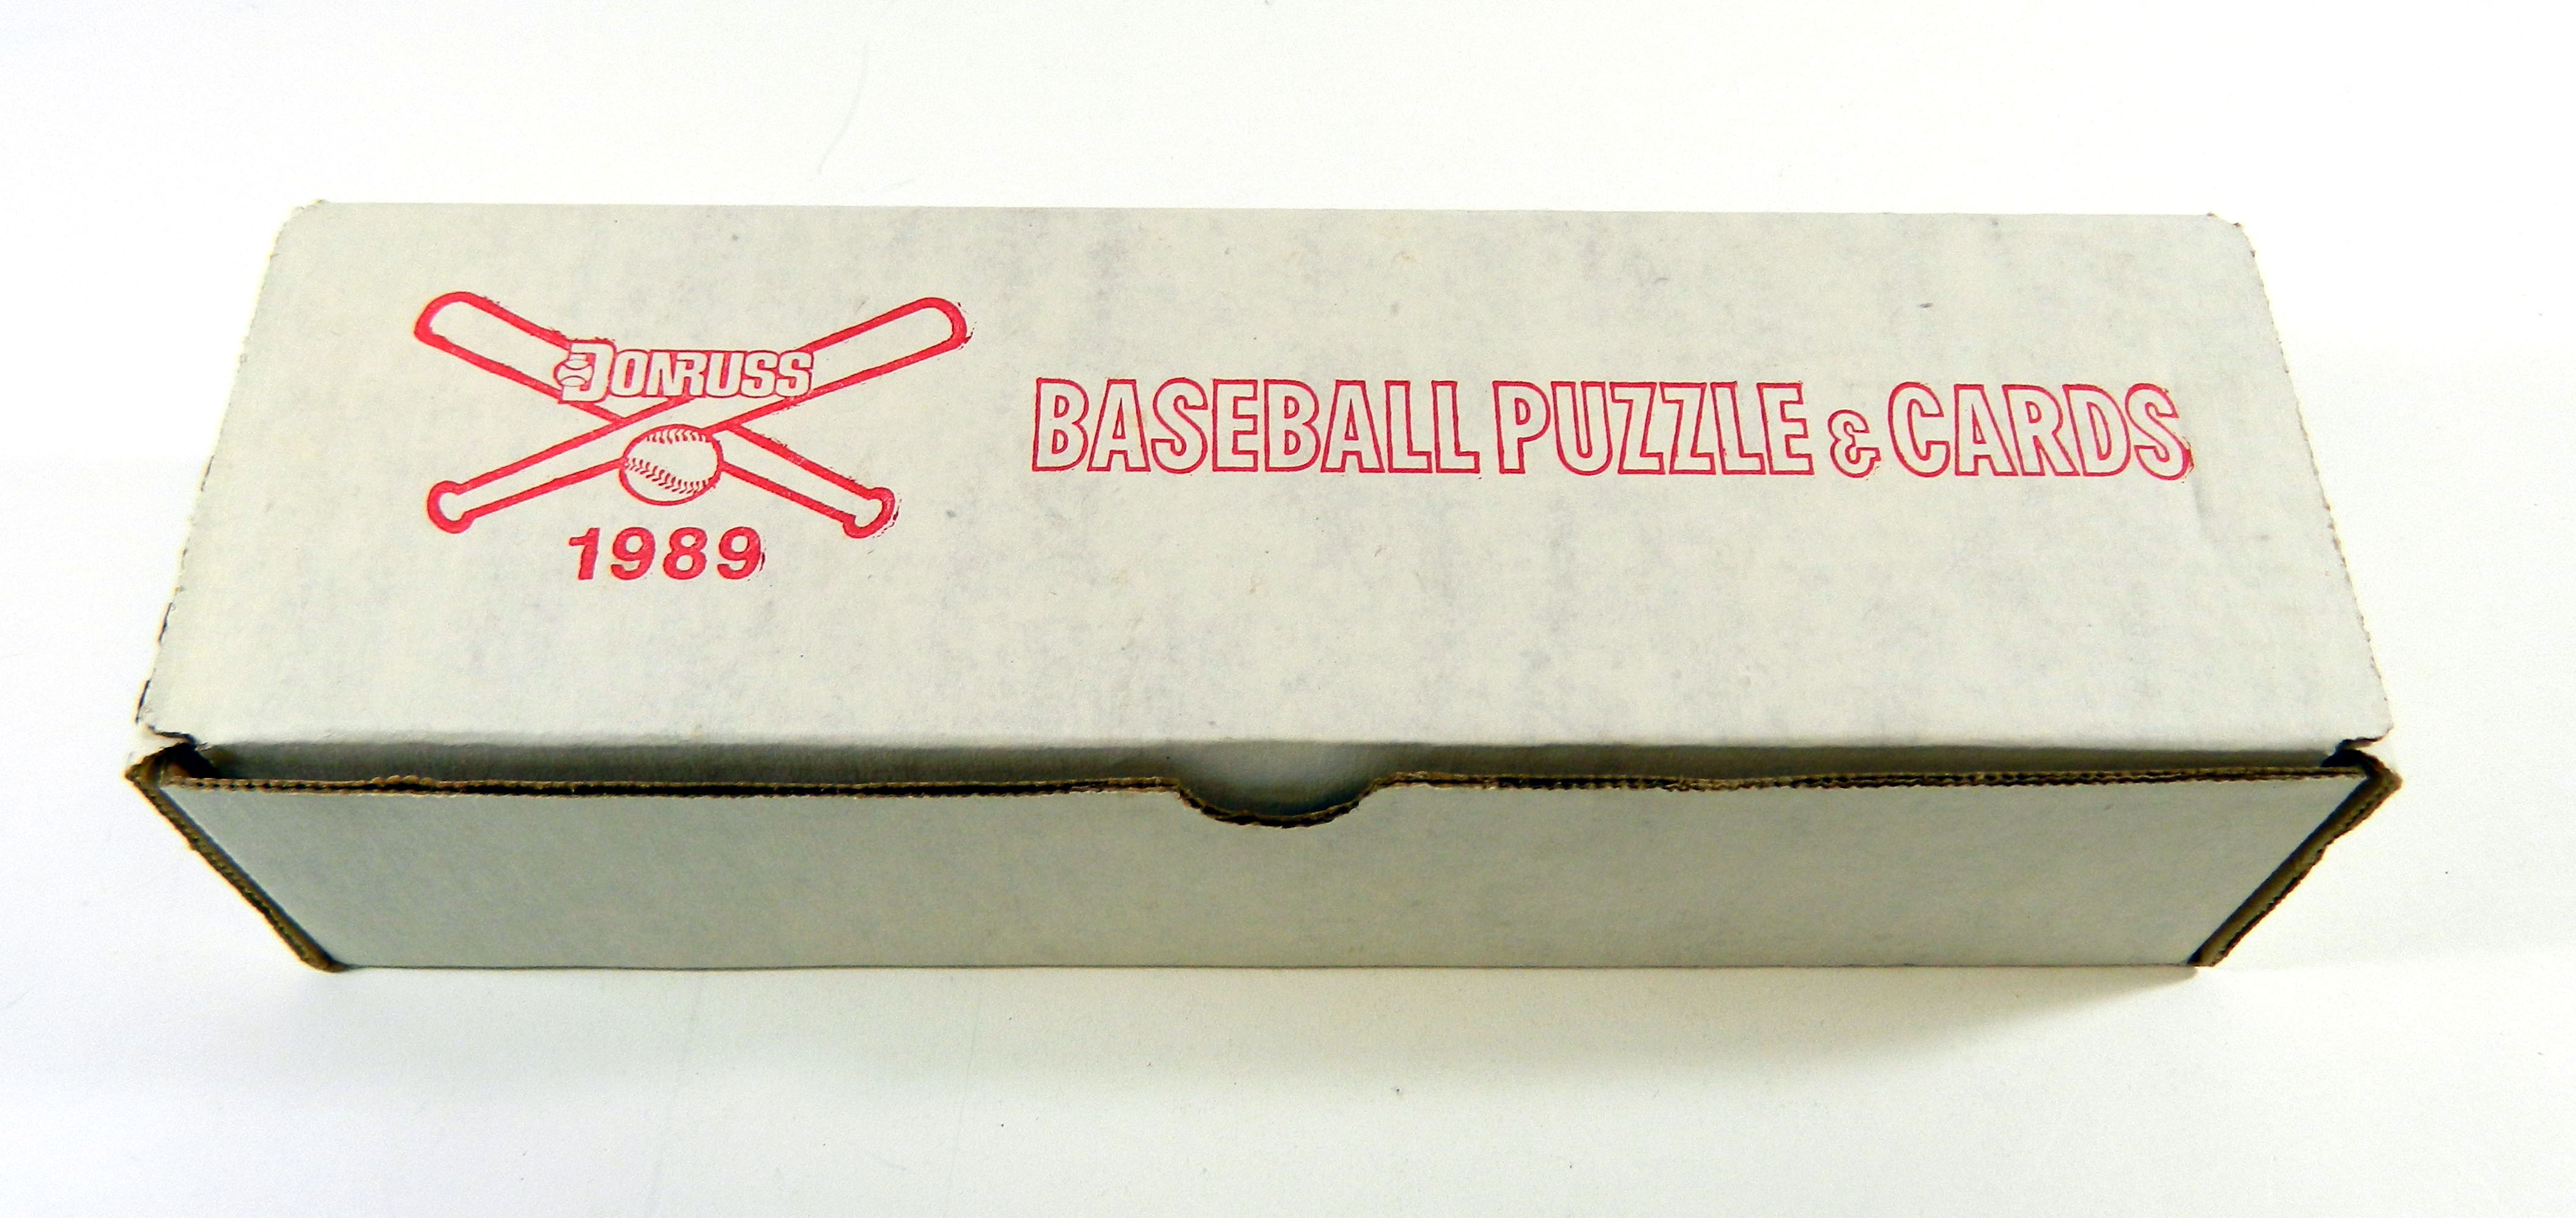 DONRUSS
1989
BASEBALL PUZZLE & CARDS